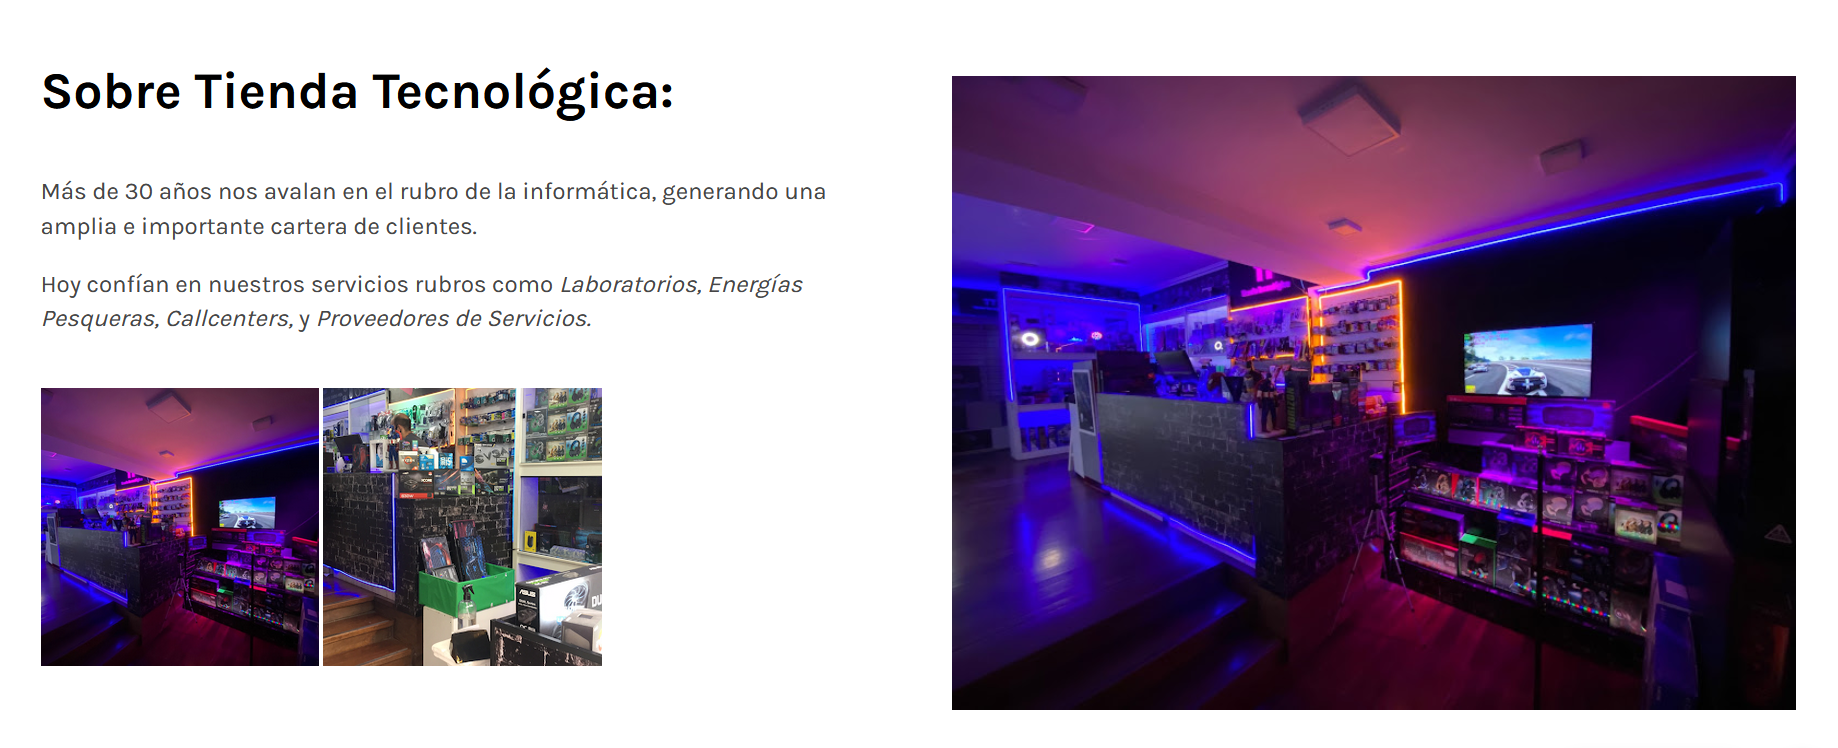 Sobre Tienda Tecnológica:
Más de 30 años nos avalan en el rubro de la informática, generando una
amplia e importante cartera de clientes.
Hoy confían en nuestros servicios rubros como Laboratorios, Energías
Pesqueras, Callcenters, y Proveedores de Servicios.
ASUS